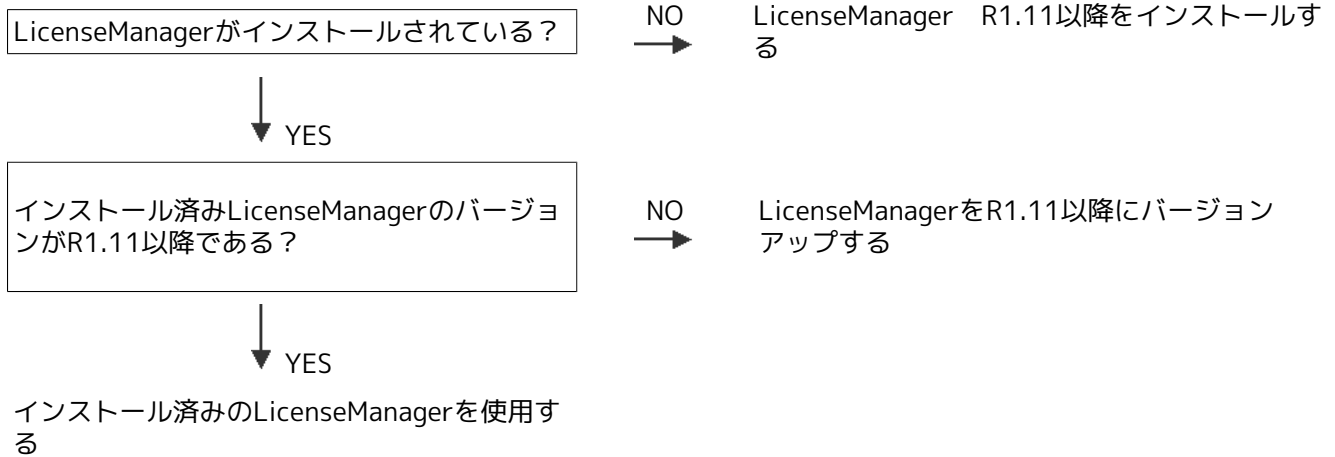 LicenseManagerがインストールされている？
NO
LicenseManager　R1.11以降をインストールす
る
YES
インストール済みLicenseManagerのバージョ
ンがR1.11以降である？
NO
LicenseManagerをR1.11以降にバージョン
アップする
YES
インストール済みのLicenseManagerを使用す
る